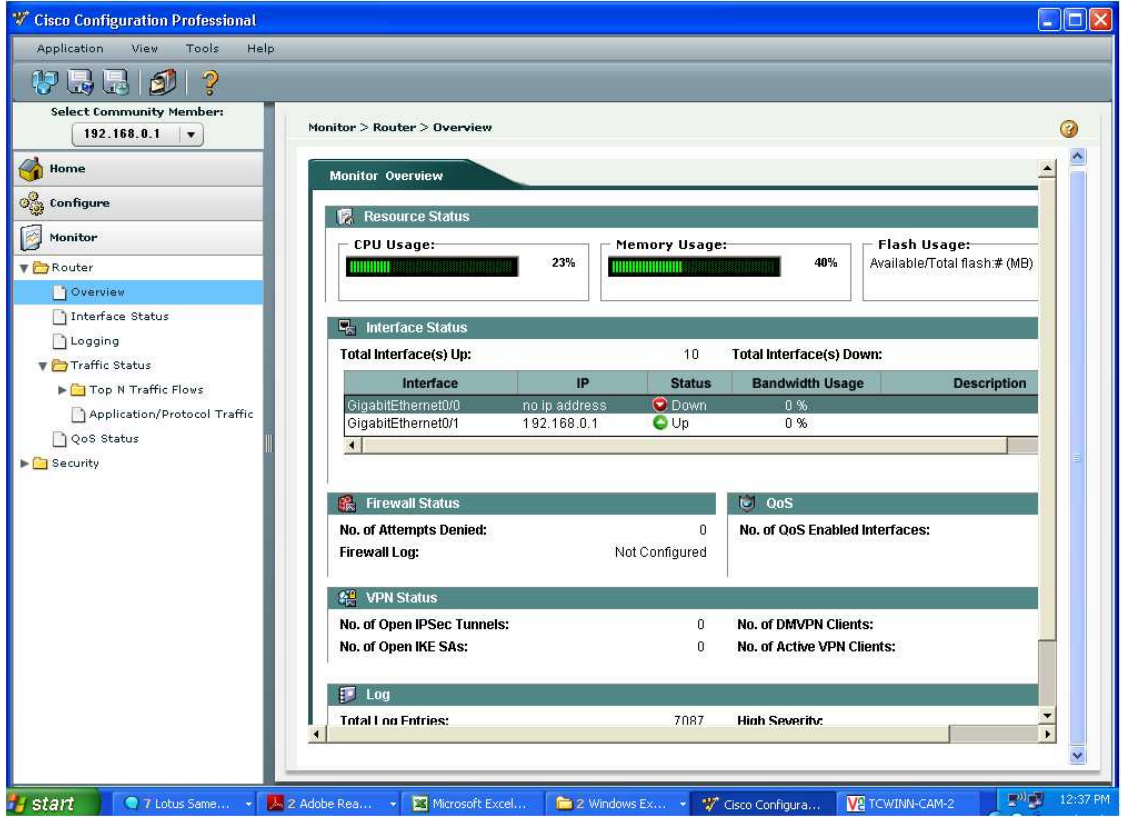 Cisco Configuration Professional
Application View Tools Help
Select Community Member:
192.168.0.1
Home
Configure
Monitor
Router
Overview
Interface Status
Logging
Traffic Status
Top N Traffic Flows
Application/Protocol Traffic
QoS Status
Security
Monitor > Router > Overview
Monitor Overview
Resource Status
CPU Usage:
23%
Memory Usage:
40%
Flash Usage:
Available/Total flash:# (MB)
Interface Status
Total Interface(s) Up: 10 Total Interface(s) Down:
Interface IP Status Bandwidth Usage Description
GigabitEthernet0/0 no ip address Down 0 %
GigabitEthernet0/1 192.168.0.1 Up 0 %
Firewall Status
No. of Attempts Denied: 0
Firewall Log: Not Configured
QoS
No. of QoS Enabled Interfaces:
VPN Status
No. of Open IPSec Tunnels: 0 No. of DMVPN Clients:
No. of Open IKE SAs: 0 No. of Active VPN Clients:
Log
Total Log Entries: 7087 High Severity:
start 7 Lotus Same... 2 Adobe Rea... Microsoft Excel... 2 Windows Ex... Cisco Configura... TCWINN-CAM-2 12:37 PM